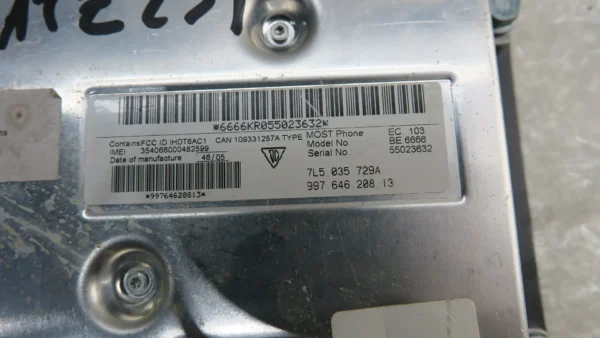 *6666KR055023632*
Contains FCC ID IHDT6AC1 CAN 109331257A TYPE MOST Phone EC 103
IMEI 354066000462599 Model No BE 6666
Date of manufacture 46/05 Serial No. 55023632
7L5 035 729A
*99764620813*
997 646 208 13